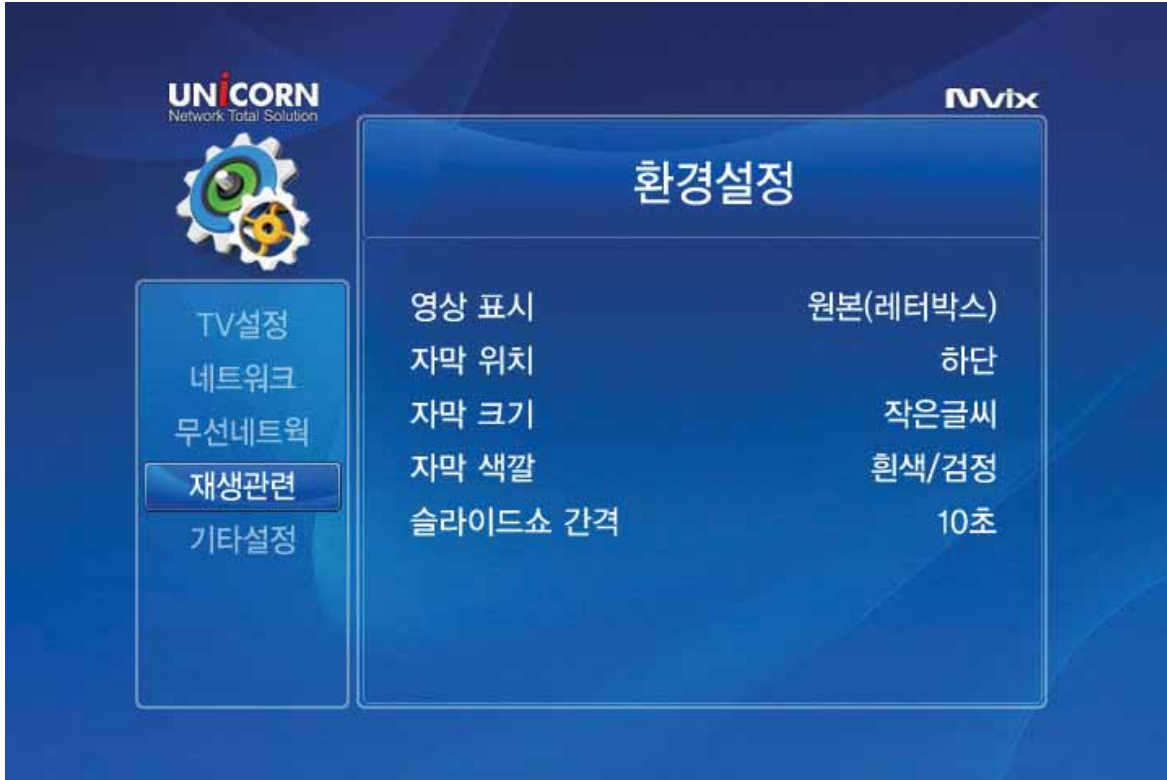 UNiCORN
Network Total Solution
Mvix
환경설정
TV설정
네트워크
무선네트웍
재생관련
기타설정
영상 표시 원본(레터박스)
자막 위치 하단
자막 크기 작은글씨
자막 색깔 흰색/검정
슬라이드쇼 간격 10초